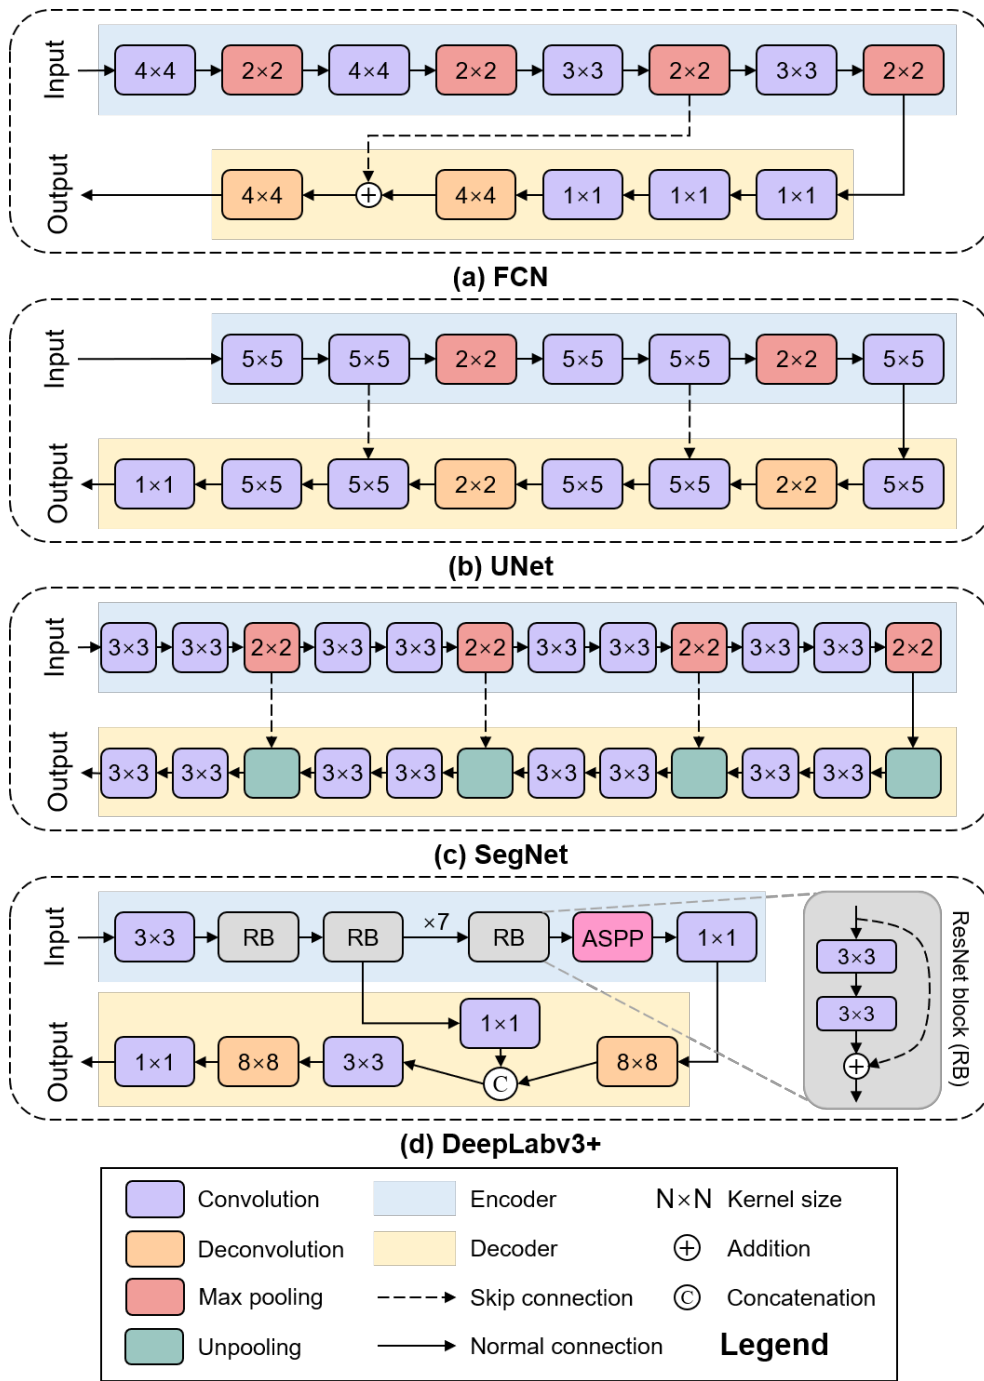 Input
4×4 2×2 4×4 2×2 3×3 2×2 3×3 2×2
Output
4×4 + 4×4 1×1 1×1 1×1
(a) FCN
Input
5×5 5×5 2×2 5×5 5×5 2×2 5×5
Output
1×1 5×5 5×5 2×2 5×5 5×5 2×2 5×5
(b) UNet
Input
3×3 3×3 2×2 3×3 3×3 2×2 3×3 3×3 2×2 3×3 3×3 2×2
Output
3×3 3×3 3×3 3×3 3×3 3×3 3×3 3×3
(c) SegNet
Input
3×3 RB RB ×7 RB ASPP 1×1
Output
1×1
1×1 8×8 3×3 C 8×8
3×3
3×3
+
ResNet block (RB)
(d) DeepLabv3+
Convolution Encoder N×N Kernel size
Deconvolution Decoder + Addition
Max pooling Skip connection C Concatenation
Unpooling Normal connection Legend